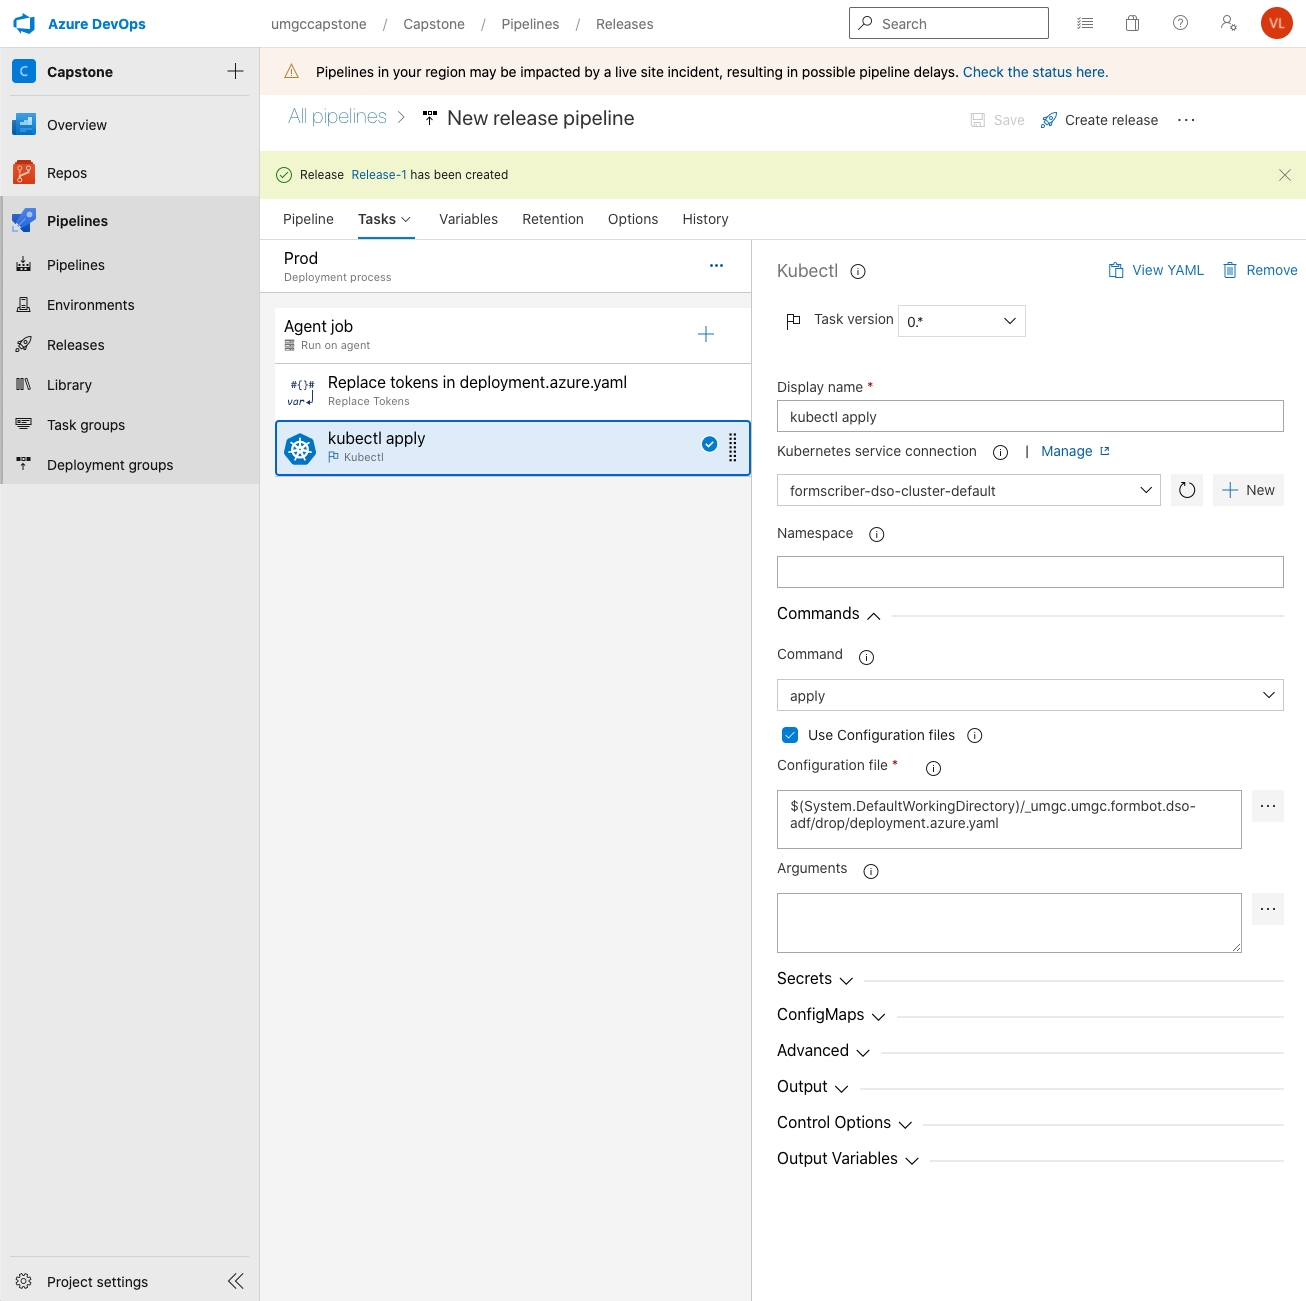 Azure DevOps
umgccapstone / Capstone / Pipelines / Releases
Search
VL
C Capstone
Overview
Repos
Pipelines
Pipelines
Environments
Releases
Library
Task groups
Deployment groups
Project settings
Pipelines in your region may be impacted by a live site incident, resulting in possible pipeline delays. Check the status here.
All pipelines > New release pipeline
Save Create release ...
Release Release-1 has been created
Pipeline Tasks Variables Retention Options History
Prod
Deployment process
Agent job
Run on agent
#{}#
var
Replace tokens in deployment.azure.yaml
Replace Tokens
kubectl apply
Kubectl
Kubectl
View YAML Remove
Task version 0.*
Display name *
kubectl apply
Kubernetes service connection | Manage
formscriber-dso-cluster-default
New
Namespace
Commands
Command
apply
Use Configuration files
Configuration file *
$(System.DefaultWorkingDirectory)/_umgc.umgc.formbot.dso-
adf/drop/deployment.azure.yaml
Arguments
Secrets
ConfigMaps
Advanced
Output
Control Options
Output Variables